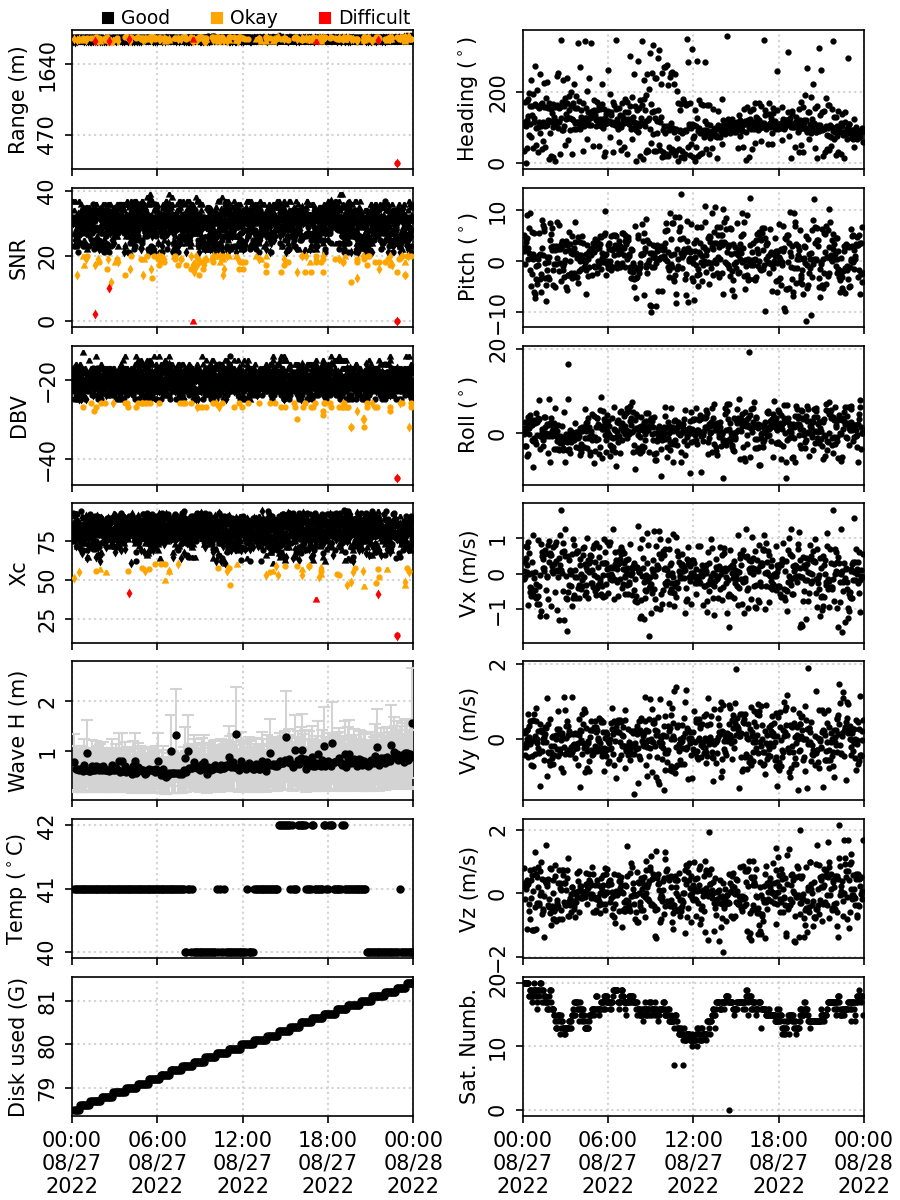 Good Okay Difficult
Range (m)
1640
470
Heading (°)
200
0
SNR
40
20
0
Pitch (°)
10
0
−10
DBV
−20
−40
Roll (°)
20
0
Xc
75
50
25
Vx (m/s)
1
0
−1
Wave H (m)
2
1
Vy (m/s)
2
0
Temp (°C)
42
41
40
Vz (m/s)
2
0
−2
Disk used (G)
81
80
79
Sat. Numb.
20
10
0
00:00 06:00 12:00 18:00 00:00
08/27 08/27 08/27 08/27 08/28
2022 2022 2022 2022 2022
00:00 06:00 12:00 18:00 00:00
08/27 08/27 08/27 08/27 08/28
2022 2022 2022 2022 2022